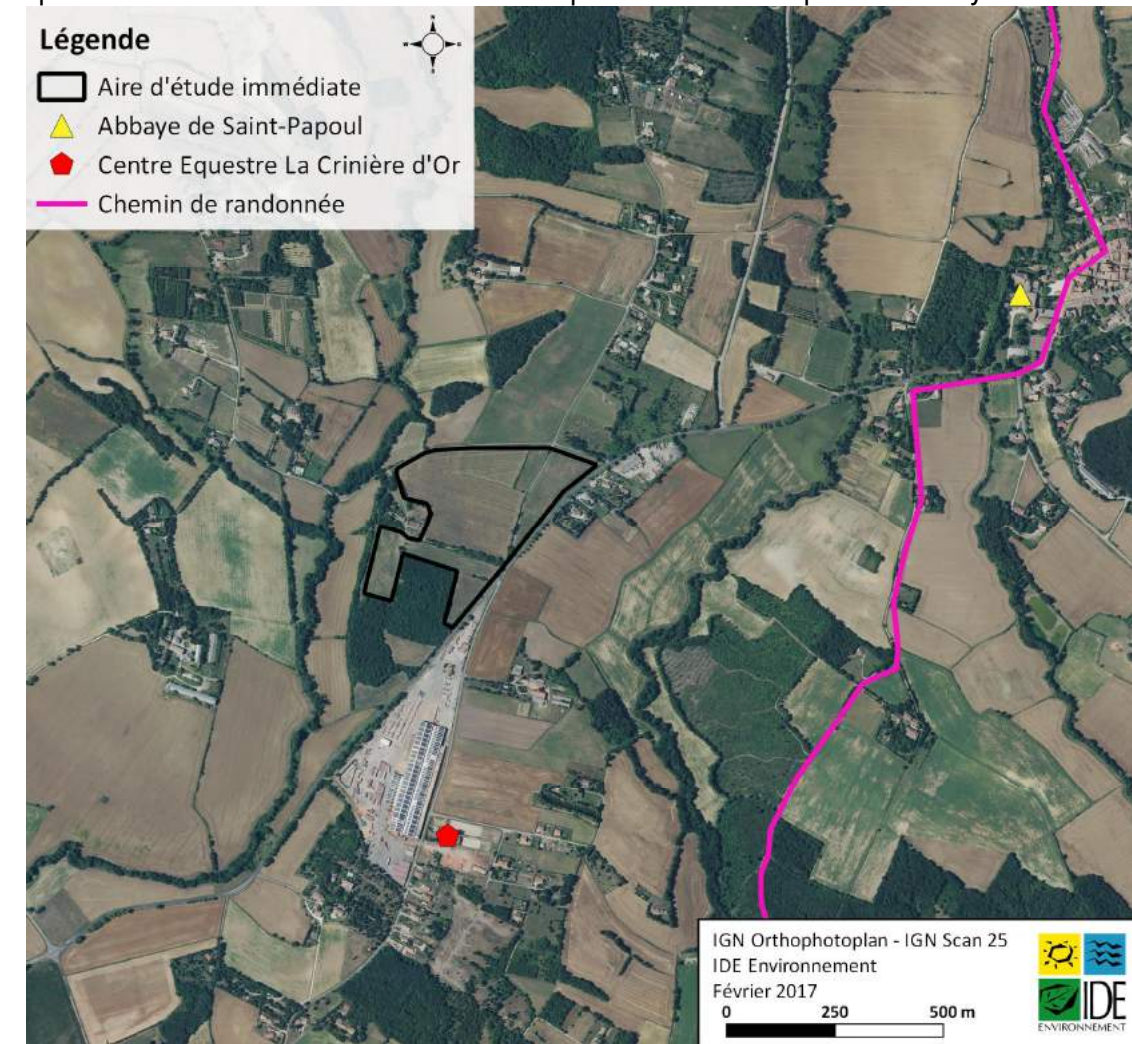 Légende
Aire d'étude immédiate
Abbaye de Saint-Papoul
Centre Equestre La Crinière d'Or
Chemin de randonnée
IGN Orthophotoplan - IGN Scan 25
IDE Environnement
Février 2017
0 250 500 m
IDE
ENVIRONNEMENT